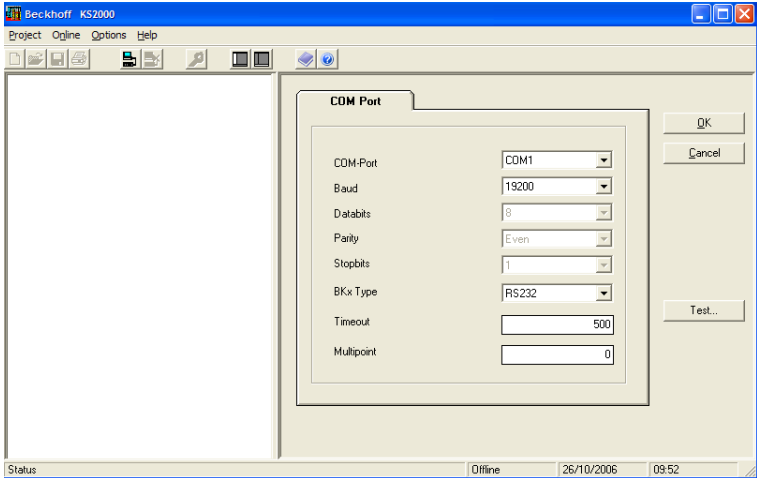 Beckhoff KS2000
Project Online Options Help
COM Port
OK
COM-Port COM1
Cancel
Baud 19200
Databits 8
Parity Even
Stopbits 1
BKx Type RS232
Test...
Timeout 500
Multipoint 0
Status Offline 26/10/2006 09:52